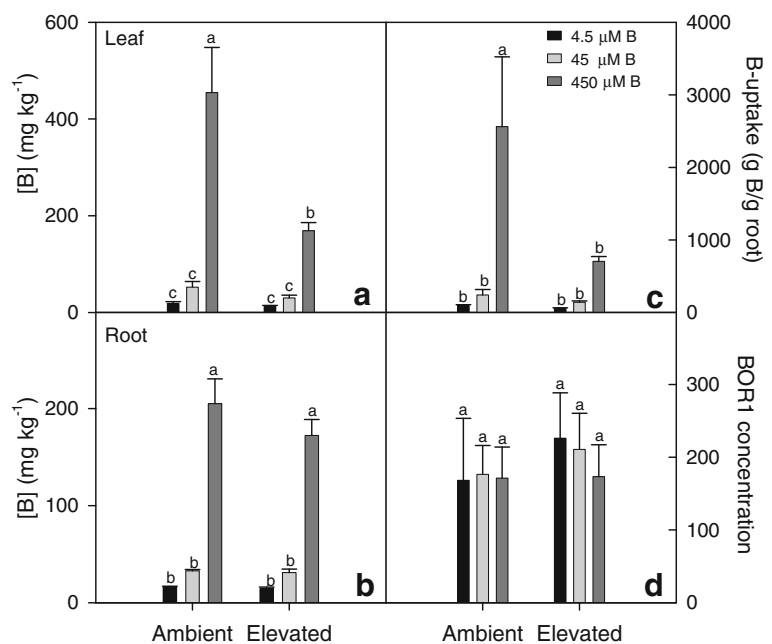 600
400
200
0
[B] (mg kg-1)
Leaf
a
c
c
b
c
c
a
4000
3000
2000
1000
0
B-uptake (g B/g root)
4.5 μM B
45 μM B
450 μM B
a
b
b
b
b
b
c
200
100
0
[B] (mg kg-1)
Root
a
b
b
a
b
b
b
300
200
100
0
BOR1 concentration
a
a
a
a
a
a
d
Ambient Elevated
Ambient Elevated